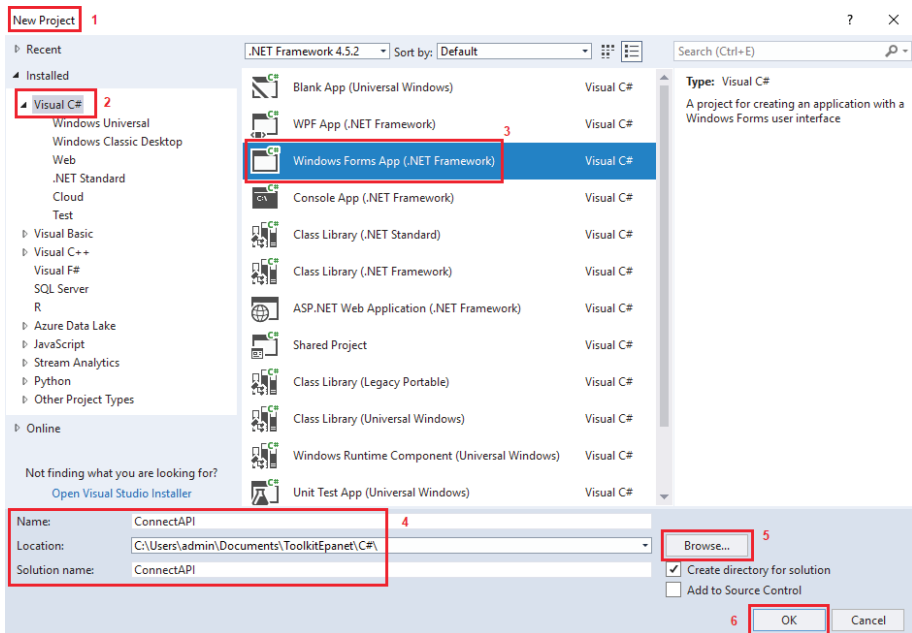 New Project 1 ?
Recent
.NET Framework 4.5.2 Sort by: Default
Search (Ctrl+E)
Installed
Visual C# 2
Windows Universal
Windows Classic Desktop
Web
.NET Standard
Cloud
Test
Visual Basic
Visual C++
Visual F#
SQL Server
R
Azure Data Lake
JavaScript
Stream Analytics
Python
Other Project Types
Online
Not finding what you are looking for?
Open Visual Studio Installer
Blank App (Universal Windows) Visual C#
WPF App (.NET Framework) Visual C#
3
Windows Forms App (.NET Framework) Visual C#
Console App (.NET Framework) Visual C#
Class Library (.NET Standard) Visual C#
Class Library (.NET Framework) Visual C#
ASP.NET Web Application (.NET Framework) Visual C#
Shared Project Visual C#
Class Library (Legacy Portable) Visual C#
Class Library (Universal Windows) Visual C#
Windows Runtime Component (Universal Windows) Visual C#
Unit Test App (Universal Windows) Visual C#
Type: Visual C#
A project for creating an application with a
Windows Forms user interface
Name: ConnectAPI 4
Location: C:\Users\admin\Documents\ToolkitEpanet\C#\
Solution name: ConnectAPI
Browse... 5
Create directory for solution
Add to Source Control
6 OK Cancel